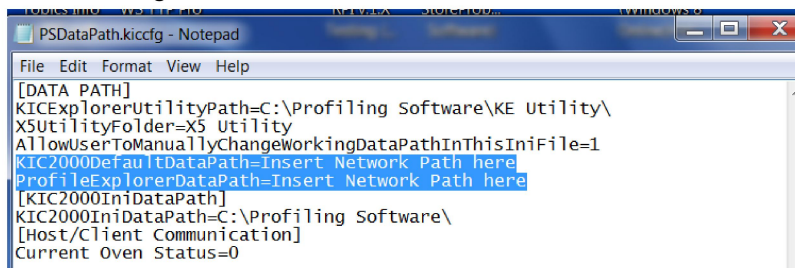 PSDataPath.kiccfg - Notepad
File Edit Format View Help
[DATA PATH]
KICExplorerUtilityPath=C:\Profiling Software\KE Utility\
X5UtilityFolder=X5 Utility
AllowUserToManuallyChangeWorkingDataPathInThisIniFile=1
KIC2000DefaultDataPath=Insert Network Path here
ProfileExplorerDataPath=Insert Network Path here
[KIC2000IniDataPath]
KIC2000IniDataPath=C:\Profiling Software\
[Host/Client Communication]
Current Oven Status=0